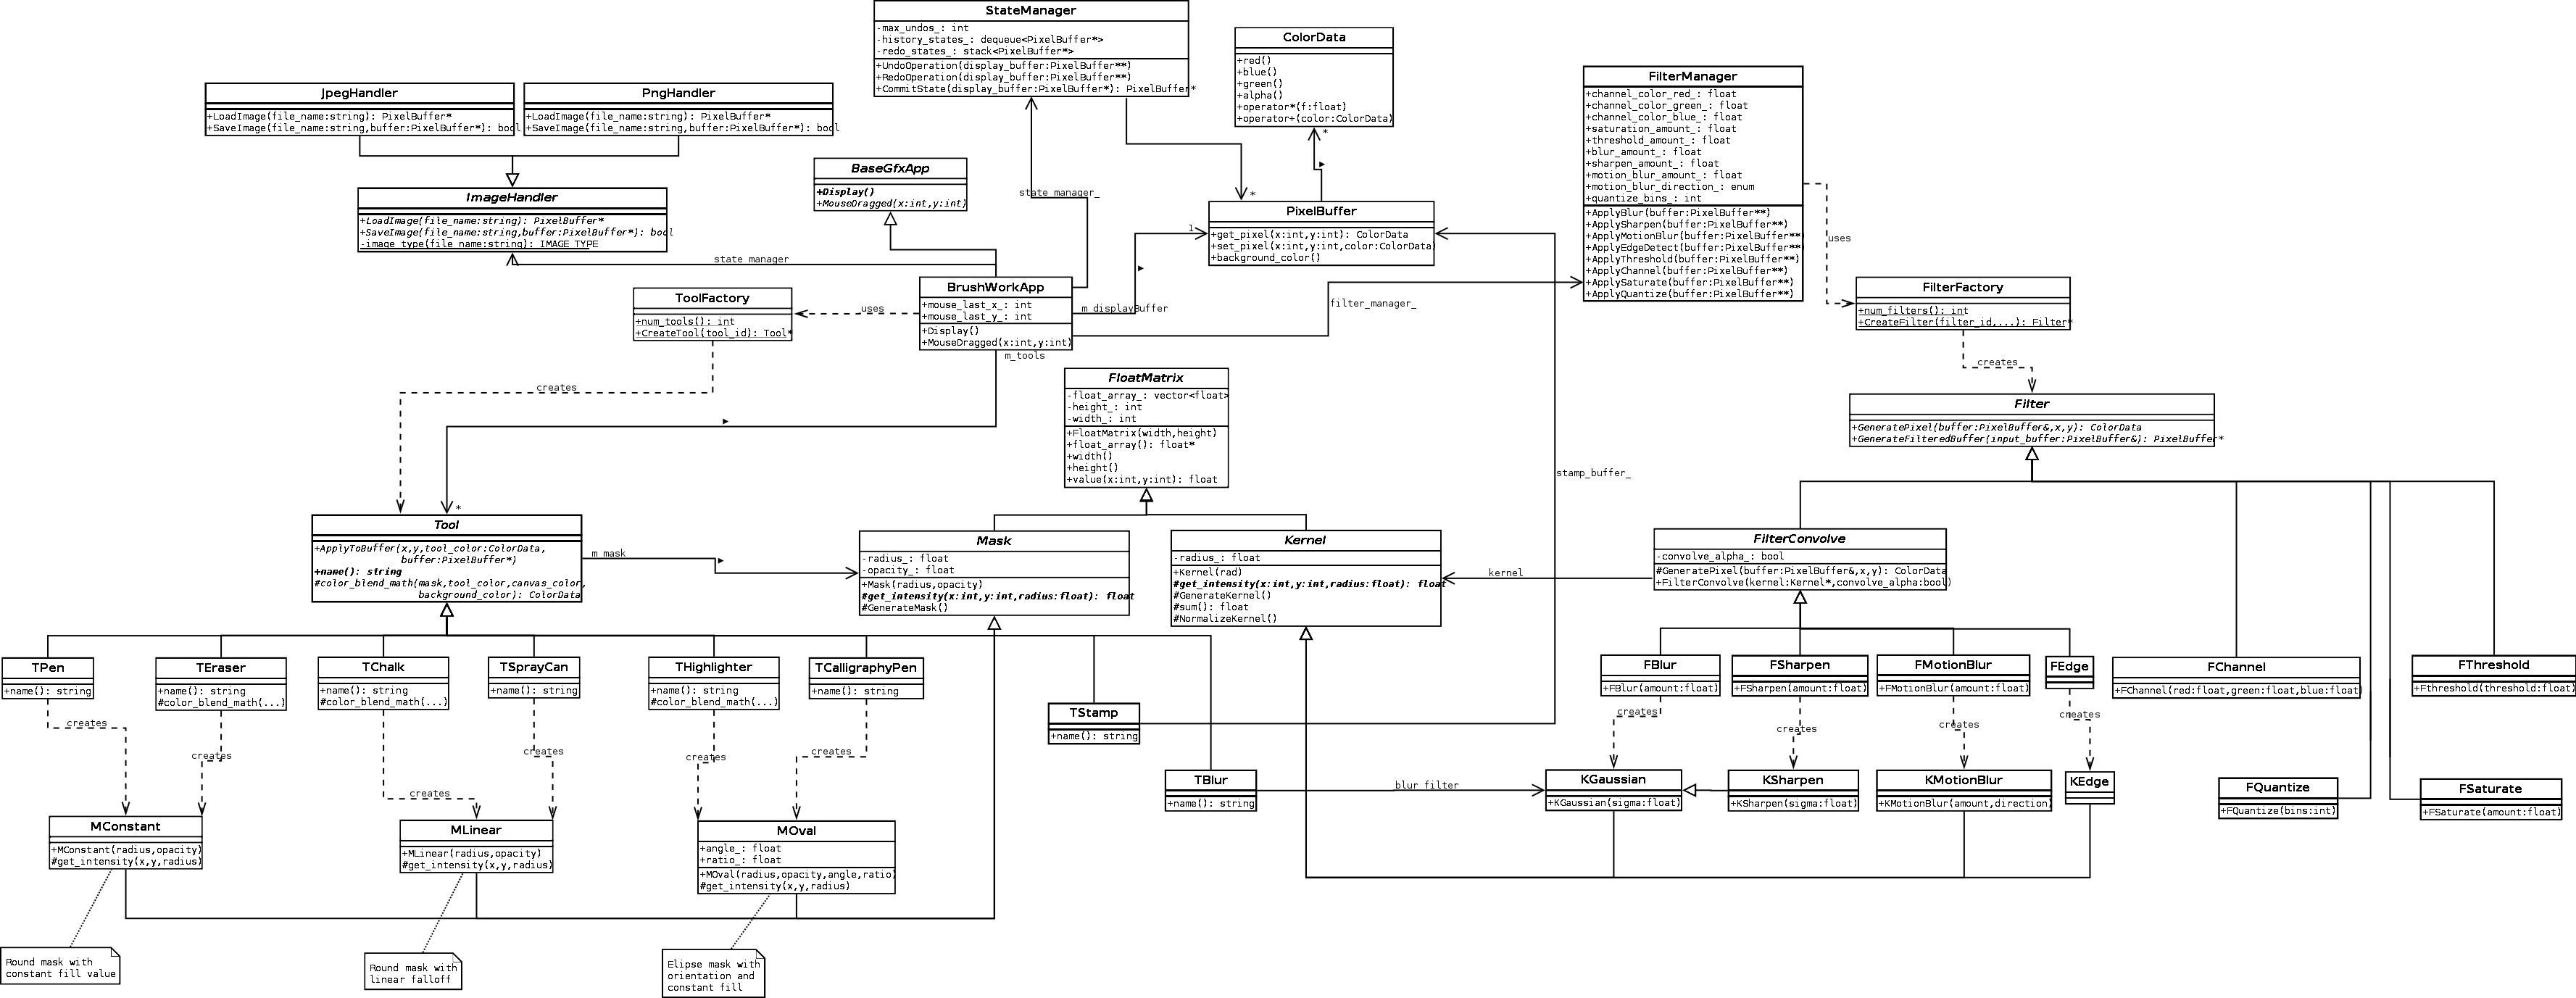 StateManager
-max_undos_: int
-history_states_: dequeue<PixelBuffer*>
-redo_states_: stack<PixelBuffer*>
+UndoOperation(display_buffer:PixelBuffer**)
+RedoOperation(display_buffer:PixelBuffer**)
+CommitState(display_buffer:PixelBuffer*): PixelBuffer*
ColorData
+red()
+blue()
+green()
+alpha()
+operator*(f:float)
+operator+(color:ColorData)
*
JpegHandler
+LoadImage(file_name:string): PixelBuffer*
+SaveImage(file_name:string,buffer:PixelBuffer*): bool
PngHandler
+LoadImage(file_name:string): PixelBuffer*
+SaveImage(file_name:string,buffer:PixelBuffer*): bool
FilterManager
+channel_color_red_: float
+channel_color_green_: float
+channel_color_blue_: float
+saturation_amount_: float
+threshold_amount_: float
+blur_amount_: float
+sharpen_amount_: float
+motion_blur_amount_: float
+motion_blur_direction_: enum
+quantize_bins_: int
+ApplyBlur(buffer:PixelBuffer**)
+ApplySharpen(buffer:PixelBuffer**)
+ApplyMotionBlur(buffer:PixelBuffer**)
+ApplyEdgeDetect(buffer:PixelBuffer**)
+ApplyThreshold(buffer:PixelBuffer**)
+ApplyChannel(buffer:PixelBuffer**)
+ApplySaturate(buffer:PixelBuffer**)
+ApplyQuantize(buffer:PixelBuffer**)
BaseGfxApp
+Display()
+MouseDragged(x:int,y:int)
ImageHandler
+LoadImage(file_name:string): PixelBuffer*
+SaveImage(file_name:string,buffer:PixelBuffer*): bool
-image_type(file_name:string): IMAGE_TYPE
state_manager_
*
PixelBuffer
+get_pixel(x:int,y:int): ColorData
+set_pixel(x:int,y:int,color:ColorData)
+background_color()
1
uses
state_manager
ToolFactory
+num_tools(): int
+CreateTool(tool_id): Tool*
uses
BrushWorkApp
+mouse_last_x_: int
+mouse_last_y_: int
+Display()
+MouseDragged(x:int,y:int)
m_displayBuffer
filter_manager_
FilterFactory
+num_filters(): int
+CreateFilter(filter_id,...): Filter*
m_tools
creates
creates
FloatMatrix
-float_array_: vector<float>
-height_: int
-width_: int
+FloatMatrix(width,height)
+float_array(): float*
+width()
+height()
+value(x:int,y:int): float
Filter
+GeneratePixel(buffer:PixelBuffer&,x,y): ColorData
+GenerateFilteredBuffer(input_buffer:PixelBuffer&): PixelBuffer*
stamp_buffer_
*
Tool
+ApplyToBuffer(x,y,tool_color:ColorData,
buffer:PixelBuffer*)
+name(): string
#color_blend_math(mask,tool_color,canvas_color,
background_color): ColorData
m_mask
Mask
-radius_: float
-opacity_: float
+Mask(radius,opacity)
#get_intensity(x:int,y:int,radius:float): float
#GenerateMask()
Kernel
-radius_: float
+Kernel(rad)
#get_intensity(x:int,y:int,radius:float): float
#GenerateKernel()
#sum(): float
#NormalizeKernel()
kernel
FilterConvolve
-convolve_alpha_: bool
#GeneratePixel(buffer:PixelBuffer&,x,y): ColorData
+FilterConvolve(kernel:Kernel*,convolve_alpha:bool)
TPen
+name(): string
TEraser
+name(): string
#color_blend_math(...)
TChalk
+name(): string
#color_blend_math(...)
TSprayCan
+name(): string
THighlighter
+name(): string
#color_blend_math(...)
TCalligraphyPen
+name(): string
FBlur
+FBlur(amount:float)
FSharpen
+FSharpen(amount:float)
FMotionBlur
+FMotionBlur(amount:float)
FEdge
FChannel
+FChannel(red:float,green:float,blue:float)
FThreshold
+Fthreshold(threshold:float)
TStamp
+name(): string
creates
creates
creates
creates
creates
creates
creates
creates
creates
creates
TBlur
+name(): string
blur_filter
KGaussian
+KGaussian(sigma:float)
KSharpen
+KSharpen(sigma:float)
KMotionBlur
+KMotionBlur(amount,direction)
KEdge
FQuantize
+FQuantize(bins:int)
FSaturate
+FSaturate(amount:float)
MConstant
+MConstant(radius,opacity)
#get_intensity(x,y,radius)
MLinear
+MLinear(radius,opacity)
#get_intensity(x,y,radius)
MOval
+angle_: float
+ratio_: float
+MOval(radius,opacity,angle,ratio)
#get_intensity(x,y,radius)
Round mask with
constant fill value
Round mask with
linear falloff
Elipse mask with
orientation and
constant fill